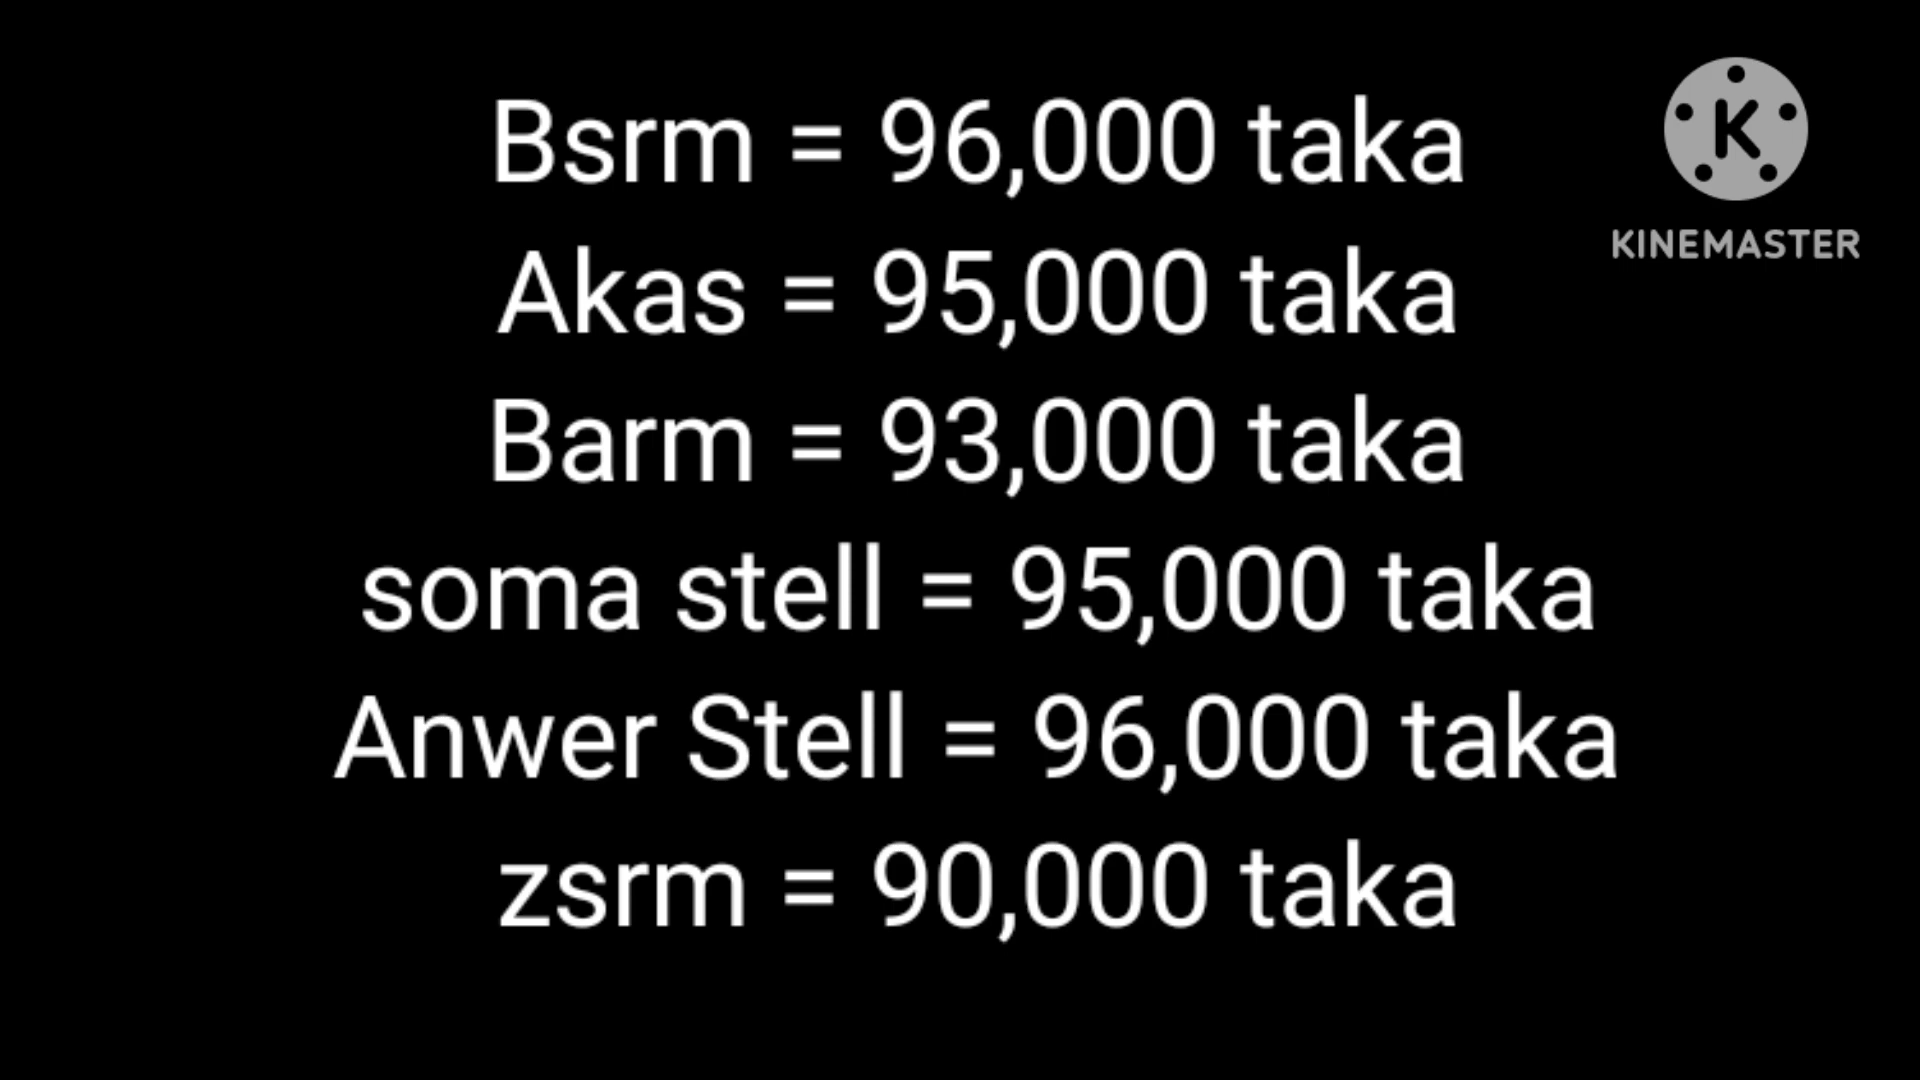 Bsrm = 96,000 taka
Akas = 95,000 taka
Barm = 93,000 taka
soma stell = 95,000 taka
Anwer Stell = 96,000 taka
zsrm = 90,000 taka
K
KINEMASTER